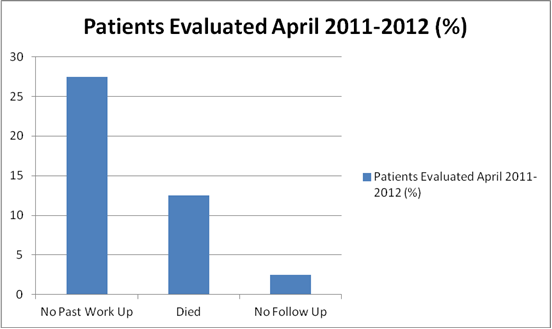 Patients Evaluated April 2011-2012 (%)
30
25
20
15
10
5
0
No Past Work Up
Died
No Follow Up
Patients Evaluated April 2011-
2012 (%)